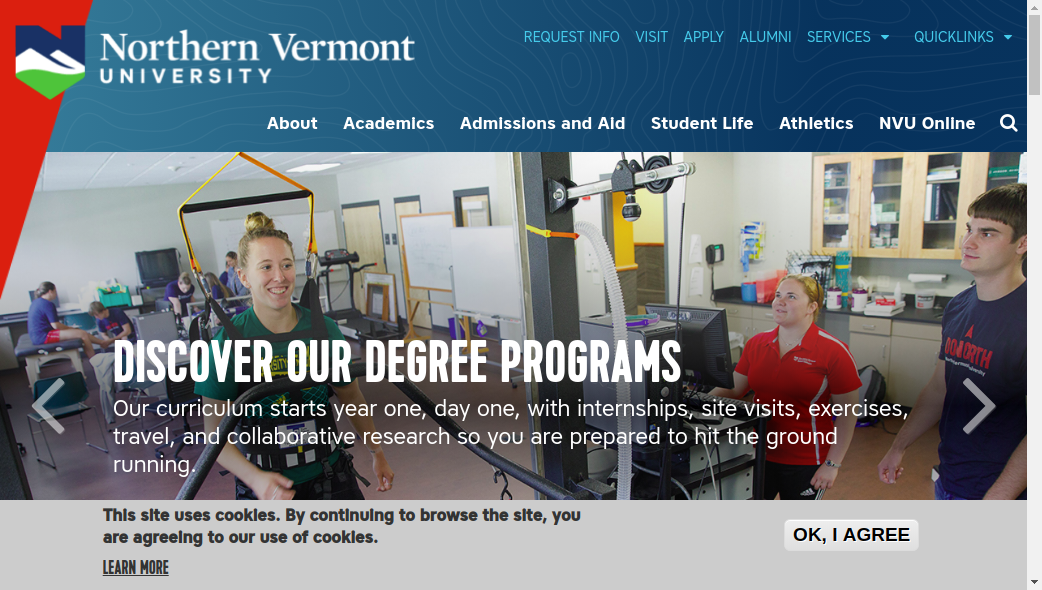 Northern Vermont
UNIVERSITY
REQUEST INFO VISIT APPLY ALUMNI SERVICES QUICKLINKS
About Academics Admissions and Aid Student Life Athletics NVU Online
DISCOVER OUR DEGREE PROGRAMS
Our curriculum starts year one, day one, with internships, site visits, exercises,
travel, and collaborative research so you are prepared to hit the ground
running.
This site uses cookies. By continuing to browse the site, you
are agreeing to our use of cookies.
LEARN MORE
OK, I AGREE